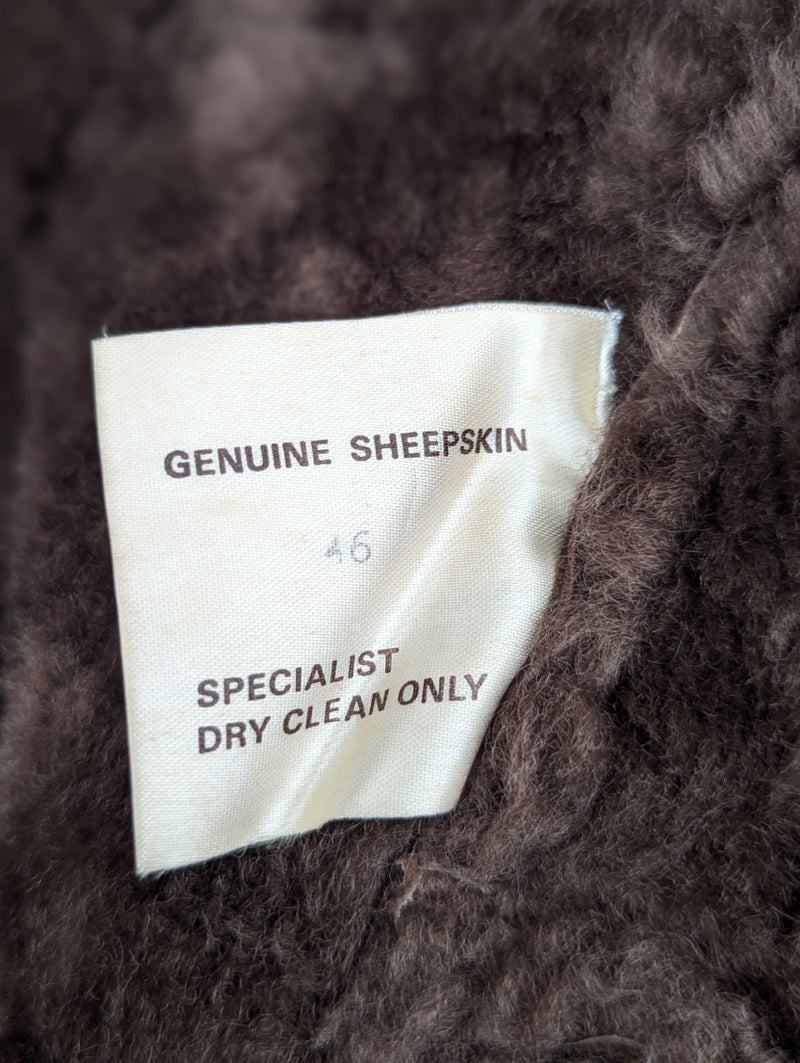 GENUINE SHEEPSKIN
46
SPECIALIST
DRY CLEAN ONLY